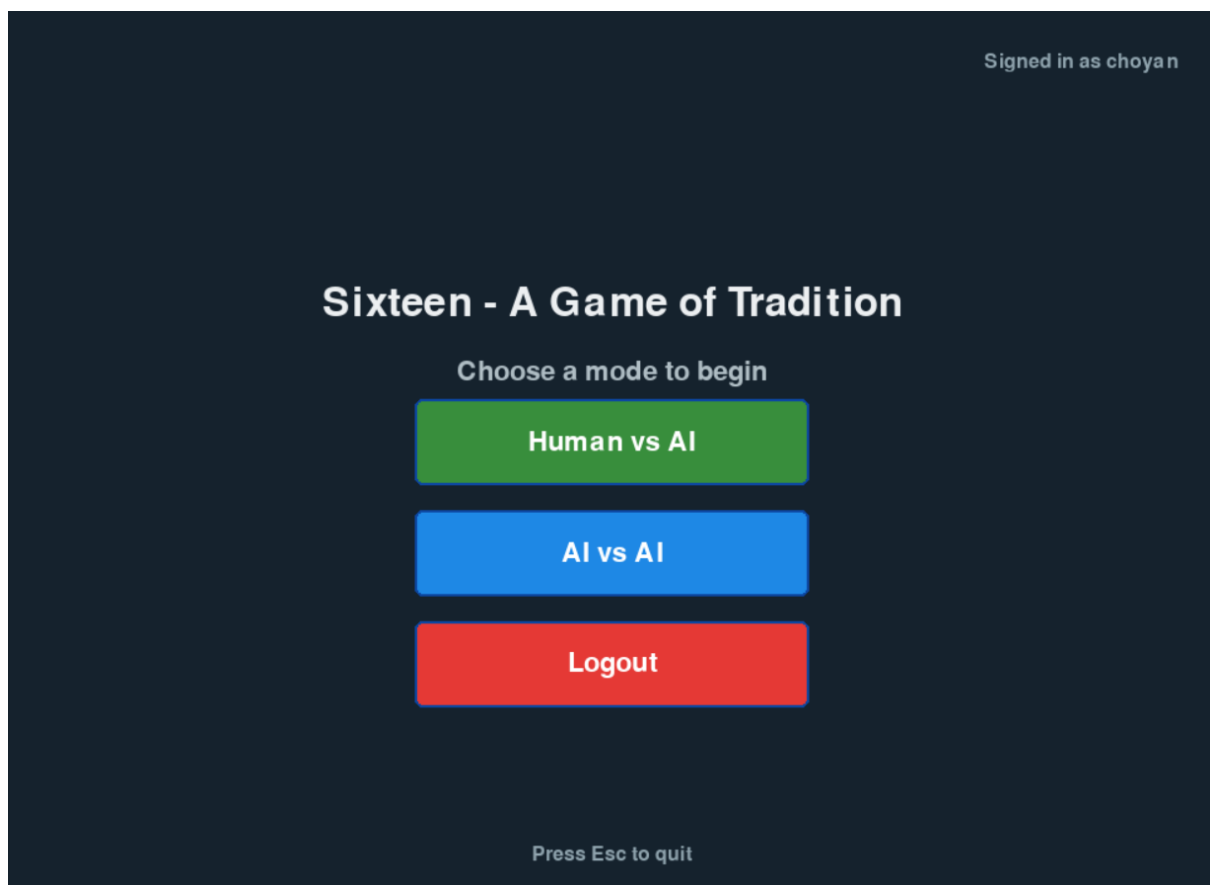 Signed in as choyan
Sixteen - A Game of Tradition
Choose a mode to begin
Human vs AI
AI vs AI
Logout
Press Esc to quit